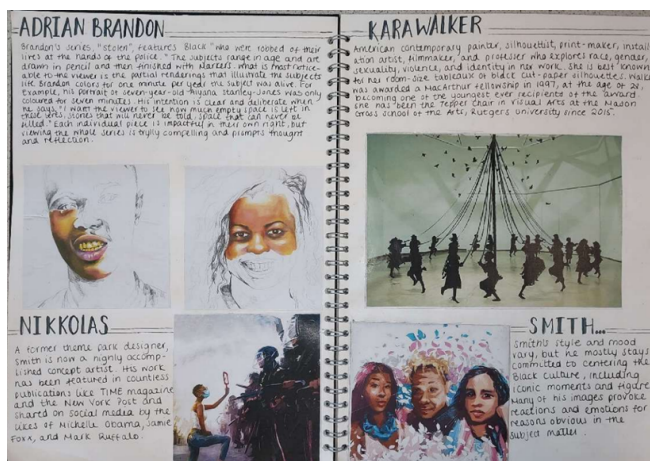 ADRIAN BRANDON
Brandon's series, "stolen", features Black who were robbed of their
lives at the hands of the police. "The subjects range in age and are
drawn in pencil and then finished with Markers. What is most notice-
able to the viewer is the partial renderings that illustrate the subjects
life. Brandon colors for one minute per year the subject was alive. For
example, his portrait of seven-year-old Aiyana Stanley-Jones was only
coloured for seven minutes. His intention is clear and deliberate when
he says, "I want the viewer to see how much empty space is left in
these series, stories that will never be told, space that can never be
filled." Each individual piece is impactful in their own right, but
viewing the whole series is truly compelling and prompts thought
and reflection.
KARA WALKER
American contemporary painter, silhouettist, print-maker, install
ation artist, filmmaker, and professor who explores race, gender,
sexuality, violence, and identity in her work. She is best known
for her room-size tableaux of black cut-paper silhouettes. Walker
was awarded a MacArthur fellowship in 1997, at the age of 28,
becoming one of the youngest ever recipients of the award.
She has been the Tepper Chair in Visual Arts at the Mason
Gross School of the Arts, Rutgers University since 2015.
NIKKOLAS
A former theme park designer,
Smith is now a highly accomp-
lished concept artist. His work
has been featured in countless
publications like TIME magazine
and the New York Post and
shared on social media by the
likes of Michelle Obama, Jamie
Foxx, and Mark Ruffalo.
SMITH...
Smiths style and mood
vary, but he mostly stays
committed to centering the
Black culture, including
iconic moments and figure
Many of his images provoke
reactions and emotions for
reasons obvious in the
subject matter.